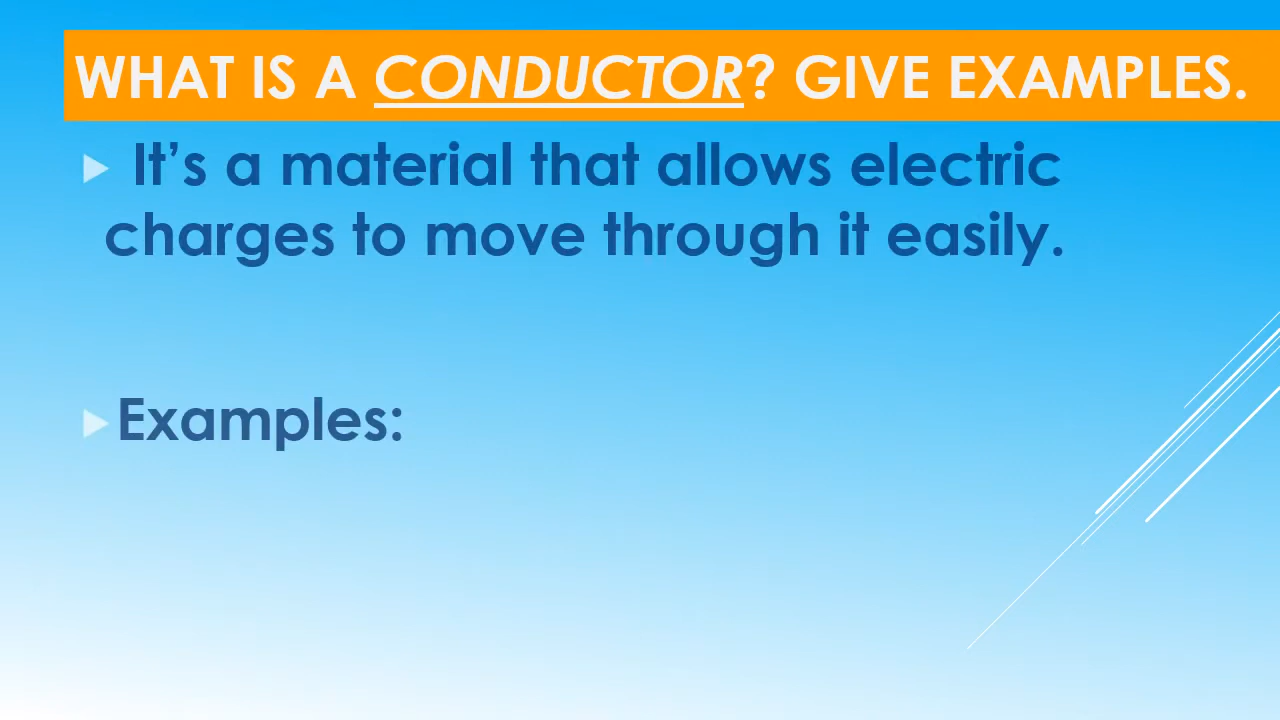 WHAT IS A CONDUCTOR? GIVE EXAMPLES.
It’s a material that allows electric
charges to move through it easily.
Examples: